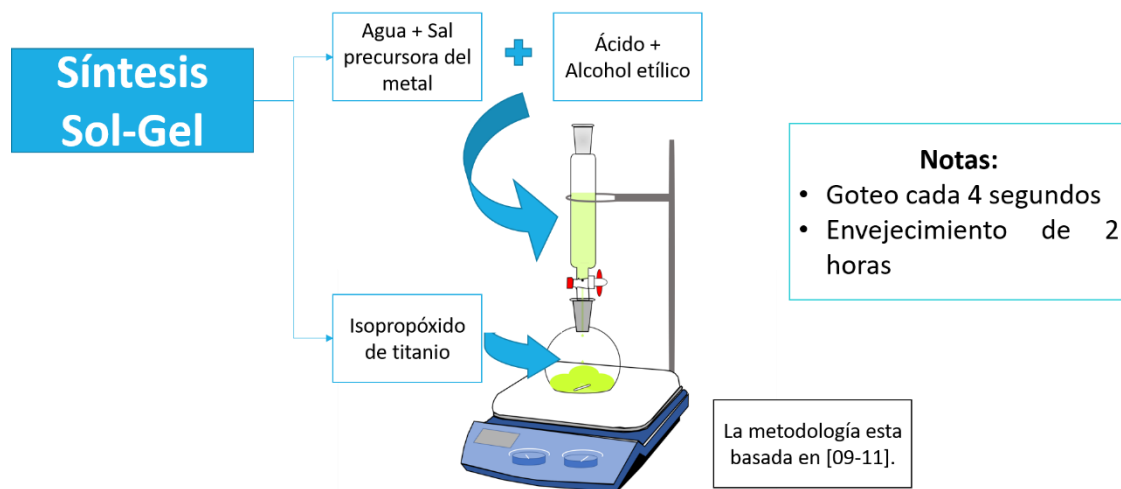 Síntesis
Sol-Gel
Agua + Sal
precursora del
metal
Ácido +
Alcohol etílico
Isopropóxido
de titanio
Notas:
• Goteo cada 4 segundos
• Envejecimiento de 2
horas
La metodología esta
basada en [09-11].